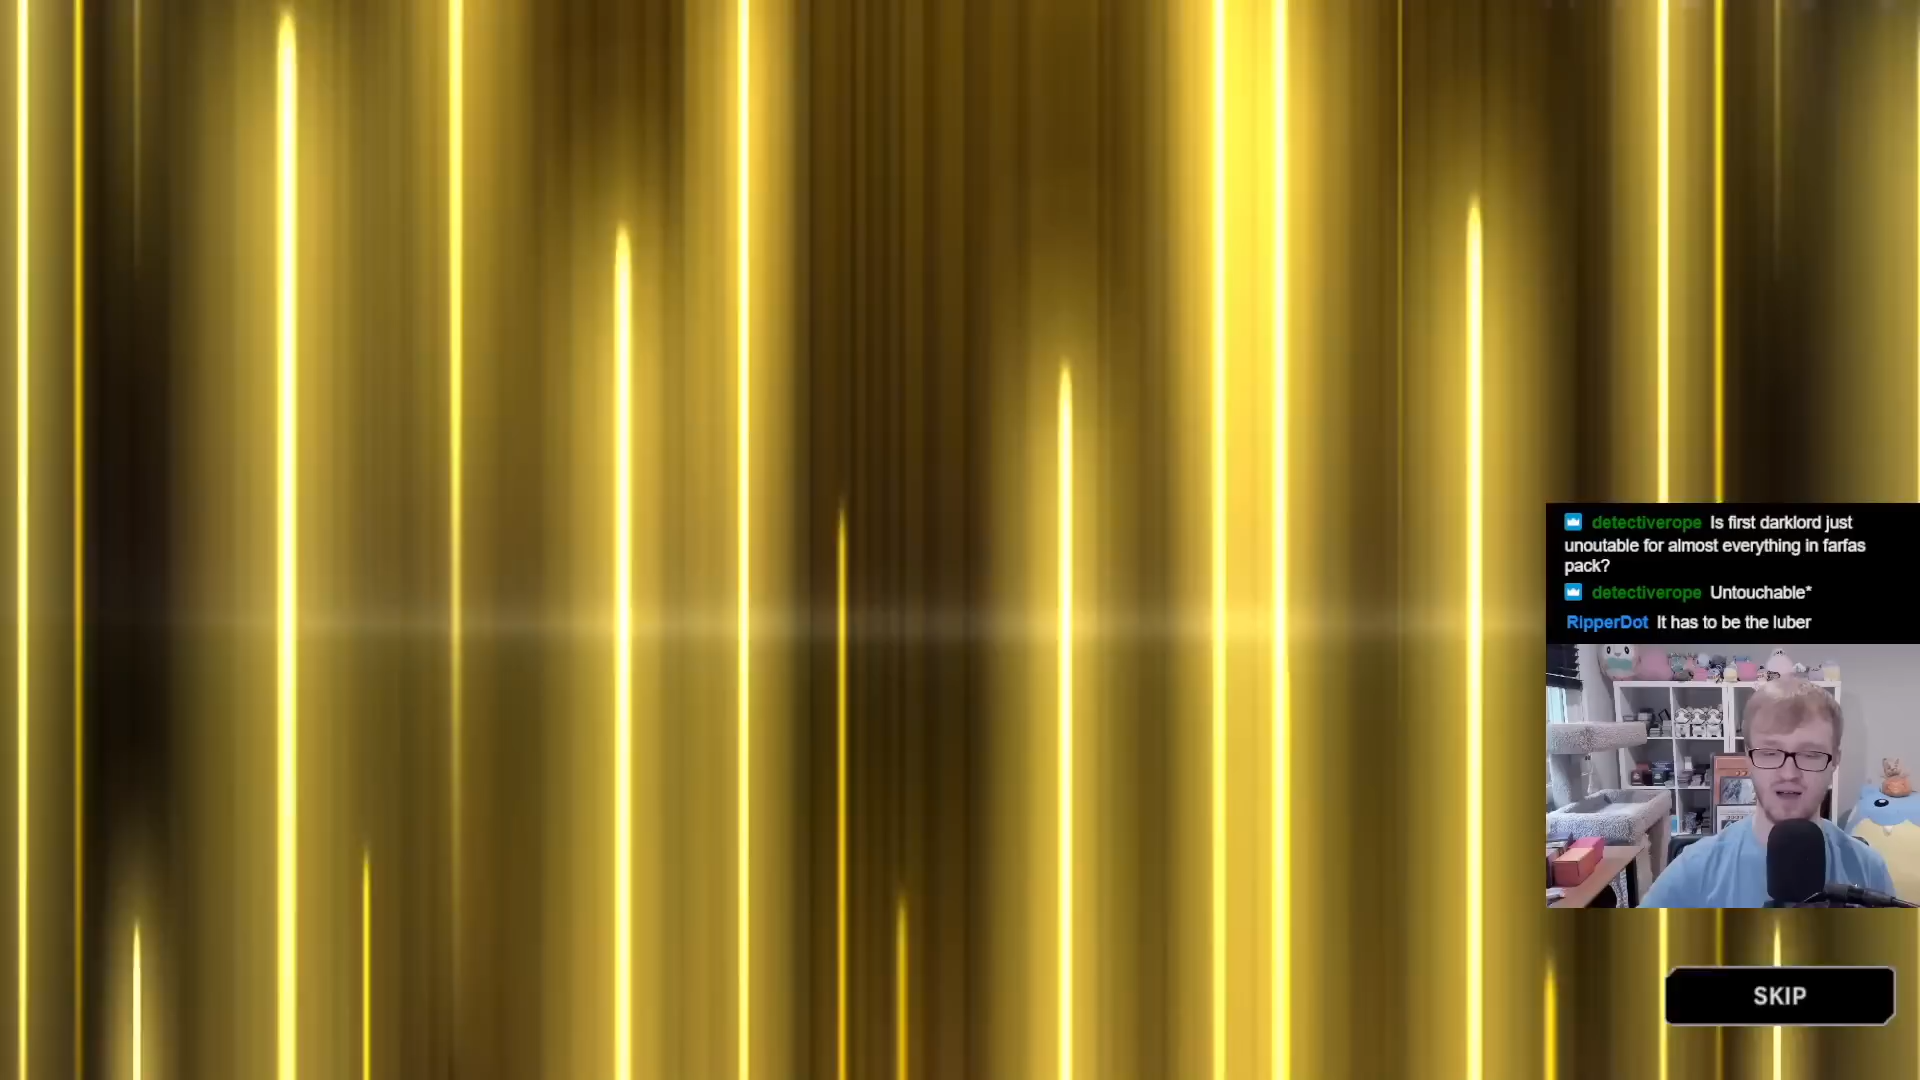 detectiverope Is first darklord just
unoutable for almost everything in farfas
pack?
detectiverope Untouchable*
RipperDot It has to be the luber
SKIP